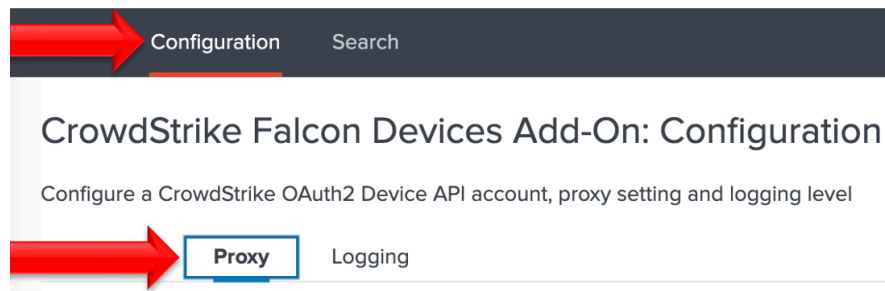 Configuration Search
CrowdStrike Falcon Devices Add-On: Configuration
Configure a CrowdStrike OAuth2 Device API account, proxy setting and logging level
Proxy Logging